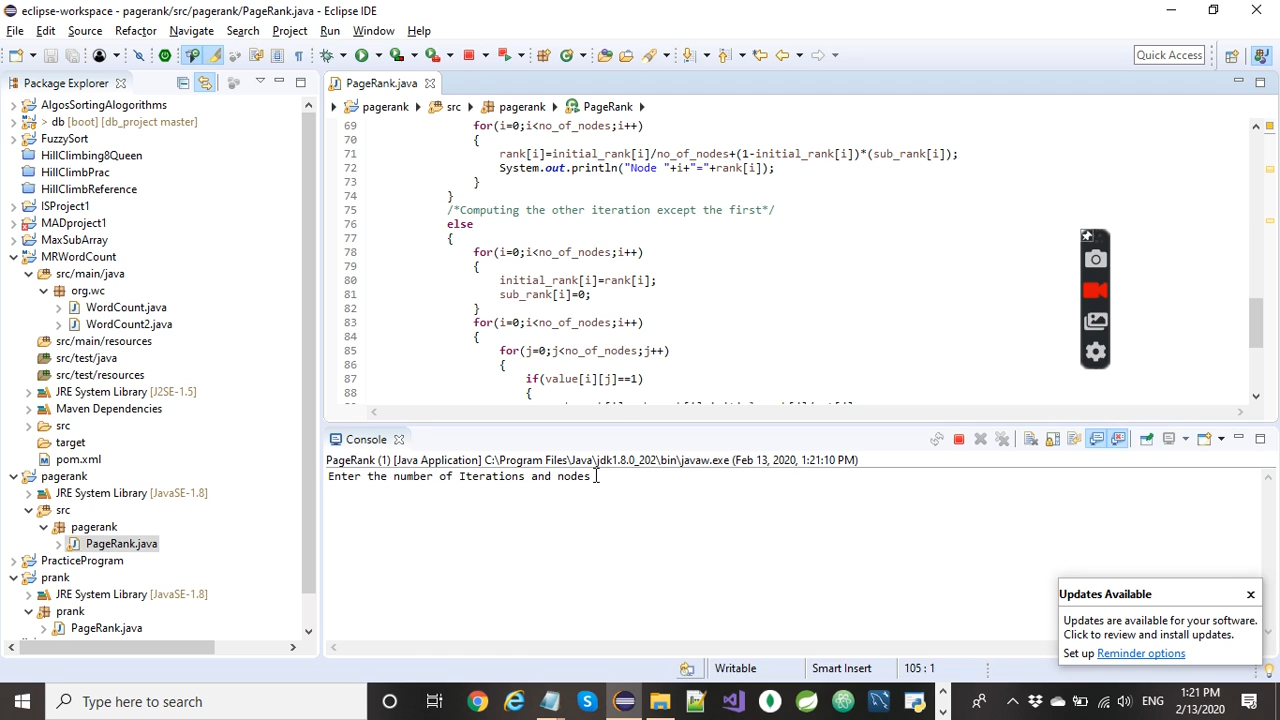 eclipse-workspace - pagerank/src/pagerank/PageRank.java - Eclipse IDE
File Edit Source Refactor Navigate Search Project Run Window Help
Quick Access
Package Explorer
AlgosSortingAlogorithms
> db [boot] [db_project master]
FuzzySort
HillClimbing8Queen
HillClimbPrac
HillClimbReference
ISProject1
MADproject1
MaxSubArray
MRWordCount
src/main/java
org.wc
WordCount.java
WordCount2.java
src/main/resources
src/test/java
src/test/resources
JRE System Library [J2SE-1.5]
Maven Dependencies
src
target
pom.xml
pagerank
JRE System Library [JavaSE-1.8]
src
pagerank
PageRank.java
PracticeProgram
prank
JRE System Library [JavaSE-1.8]
prank
PageRank.java
PageRank.java
pagerank src pagerank PageRank
69 for(i=0;i<no_of_nodes;i++)
70 {
71 rank[i]=initial_rank[i]/no_of_nodes+(1-initial_rank[i])*(sub_rank[i]);
72 System.out.println("Node "+i+"="+rank[i]);
73 }
74 }
75 /*Computing the other iteration except the first*/
76 else
77 {
78 for(i=0;i<no_of_nodes;i++)
79 {
80 initial_rank[i]=rank[i];
81 sub_rank[i]=0;
82 }
83 for(i=0;i<no_of_nodes;i++)
84 {
85 for(j=0;j<no_of_nodes;j++)
86 {
87 if(value[i][j]==1)
88 {
Console
PageRank (1) [Java Application] C:\Program Files\Java\jdk1.8.0_202\bin\javaw.exe (Feb 13, 2020, 1:21:10 PM)
Enter the number of Iterations and nodes
Updates Available
Updates are available for your software.
Click to review and install updates.
Set up Reminder options
Writable Smart Insert 105 : 1
Type here to search
ENG
1:21 PM
2/13/2020